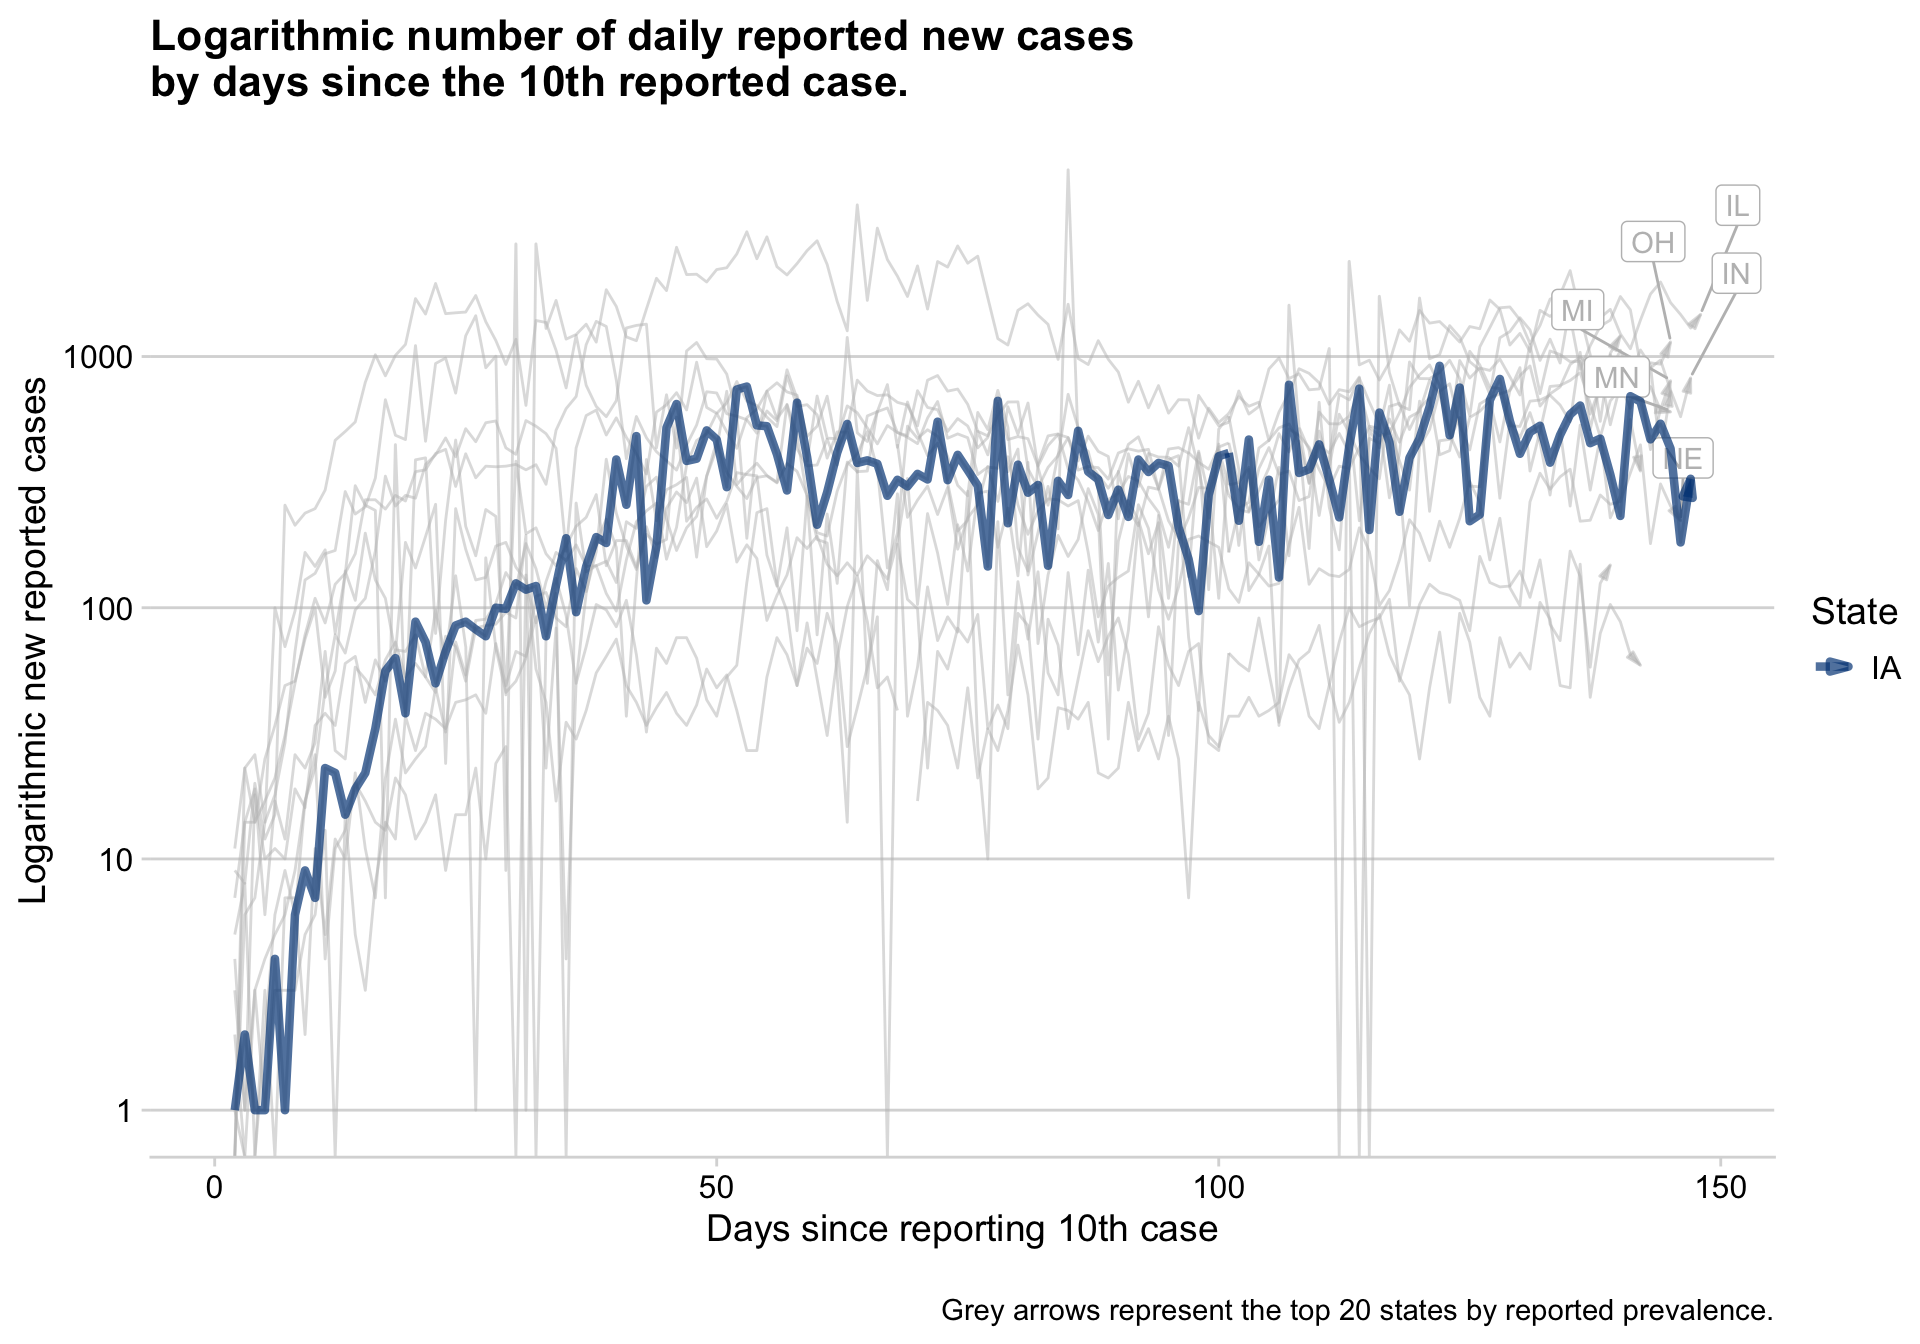 Logarithmic number of daily reported new cases
by days since the 10th reported case.
IL
OH
IN
MI
MN
NE
1000
100
10
1
Logarithmic new reported cases
State
IA
0 50 100 150
Days since reporting 10th case
Grey arrows represent the top 20 states by reported prevalence.